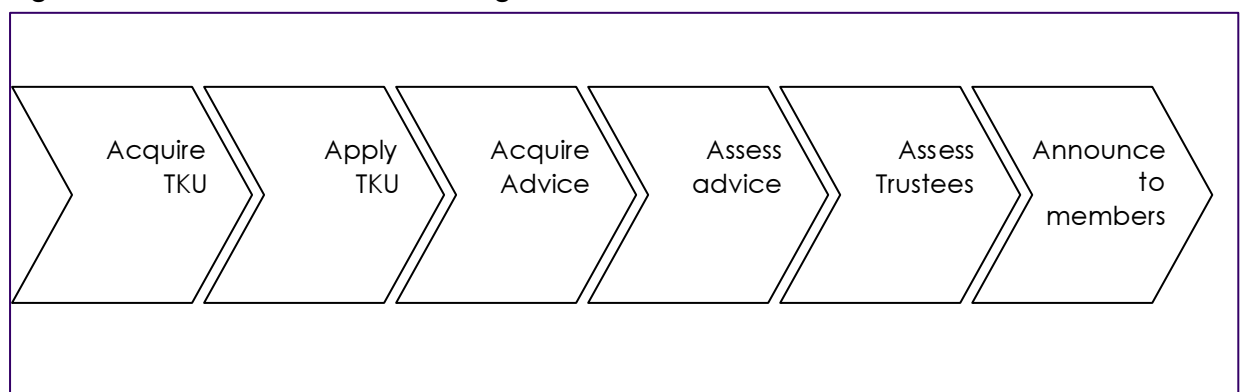 Acquire
TKU
Apply
TKU
Acquire
Advice
Assess
advice
Assess
Trustees
Announce
to
members